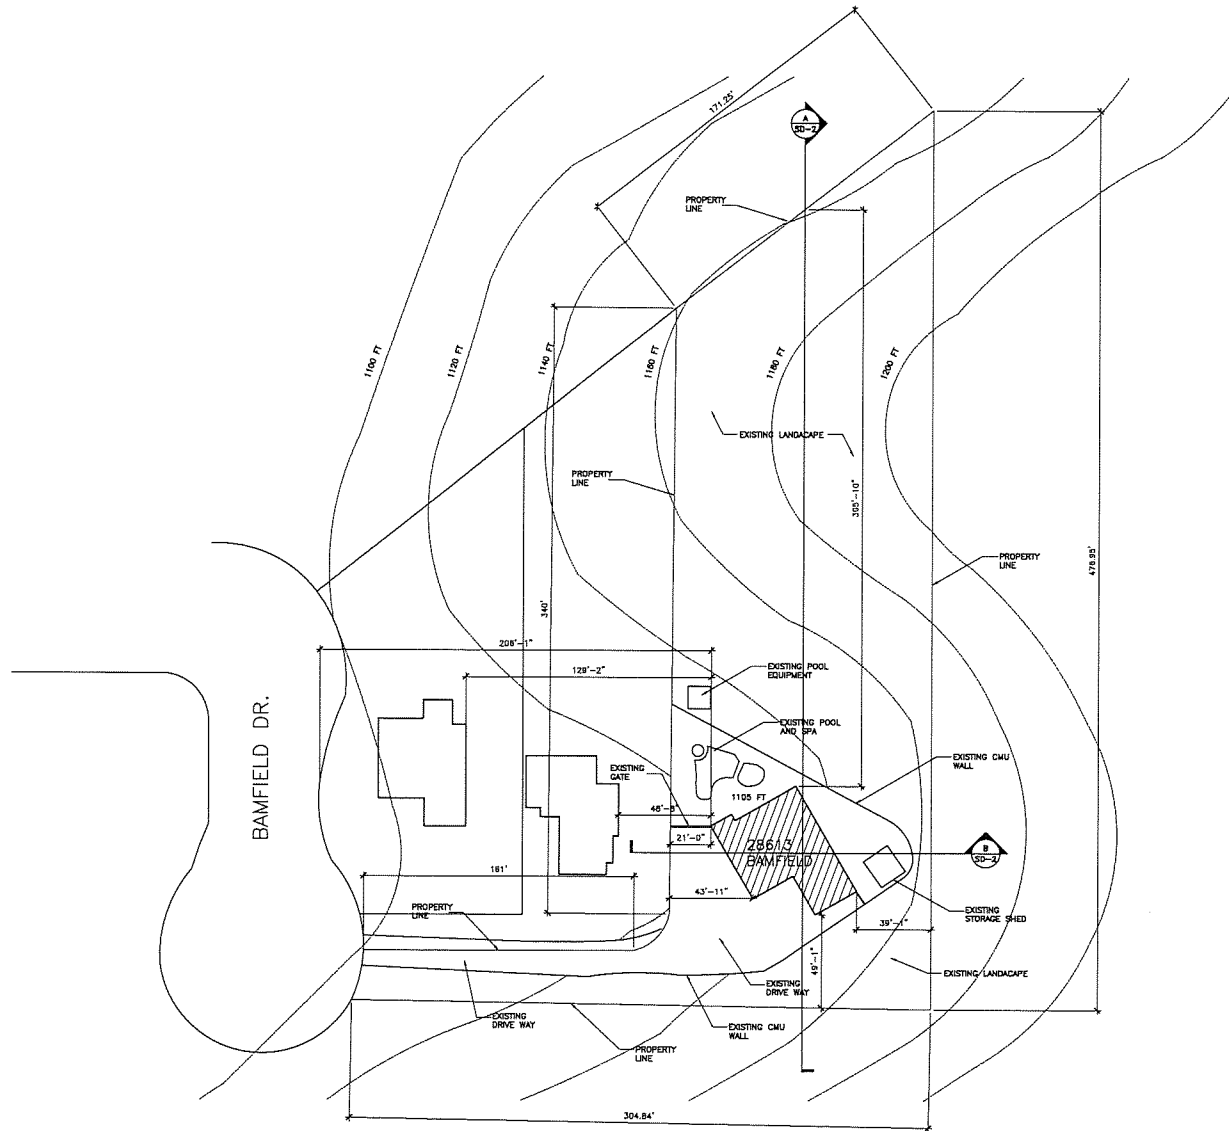 171.25'
A
SD-2
PROPERTY
LINE
1100 FT
1120 FT
1140 FT
1160 FT
1180 FT
1200 FT
EXISTING LANDACAPE
PROPERTY
LINE
305'-10"
PROPERTY
LINE
476.95'
340'
206'-1"
129'-2"
EXISTING POOL
EQUIPMENT
EXISTING POOL
AND SPA
BAMFIELD DR.
EXISTING
GATE
EXISTING CMU
WALL
1105 FT
48'-8"
21'-0"
28613
BAMFIELD
B
SD-2
161'
43'-11"
PROPERTY
LINE
EXISTING
STORAGE SHED
39'-1"
49'-1"
EXISTING LANDACAPE
EXISTING
DRIVE WAY
EXISTING
DRIVE WAY
EXISTING CMU
WALL
PROPERTY
LINE
304.84'